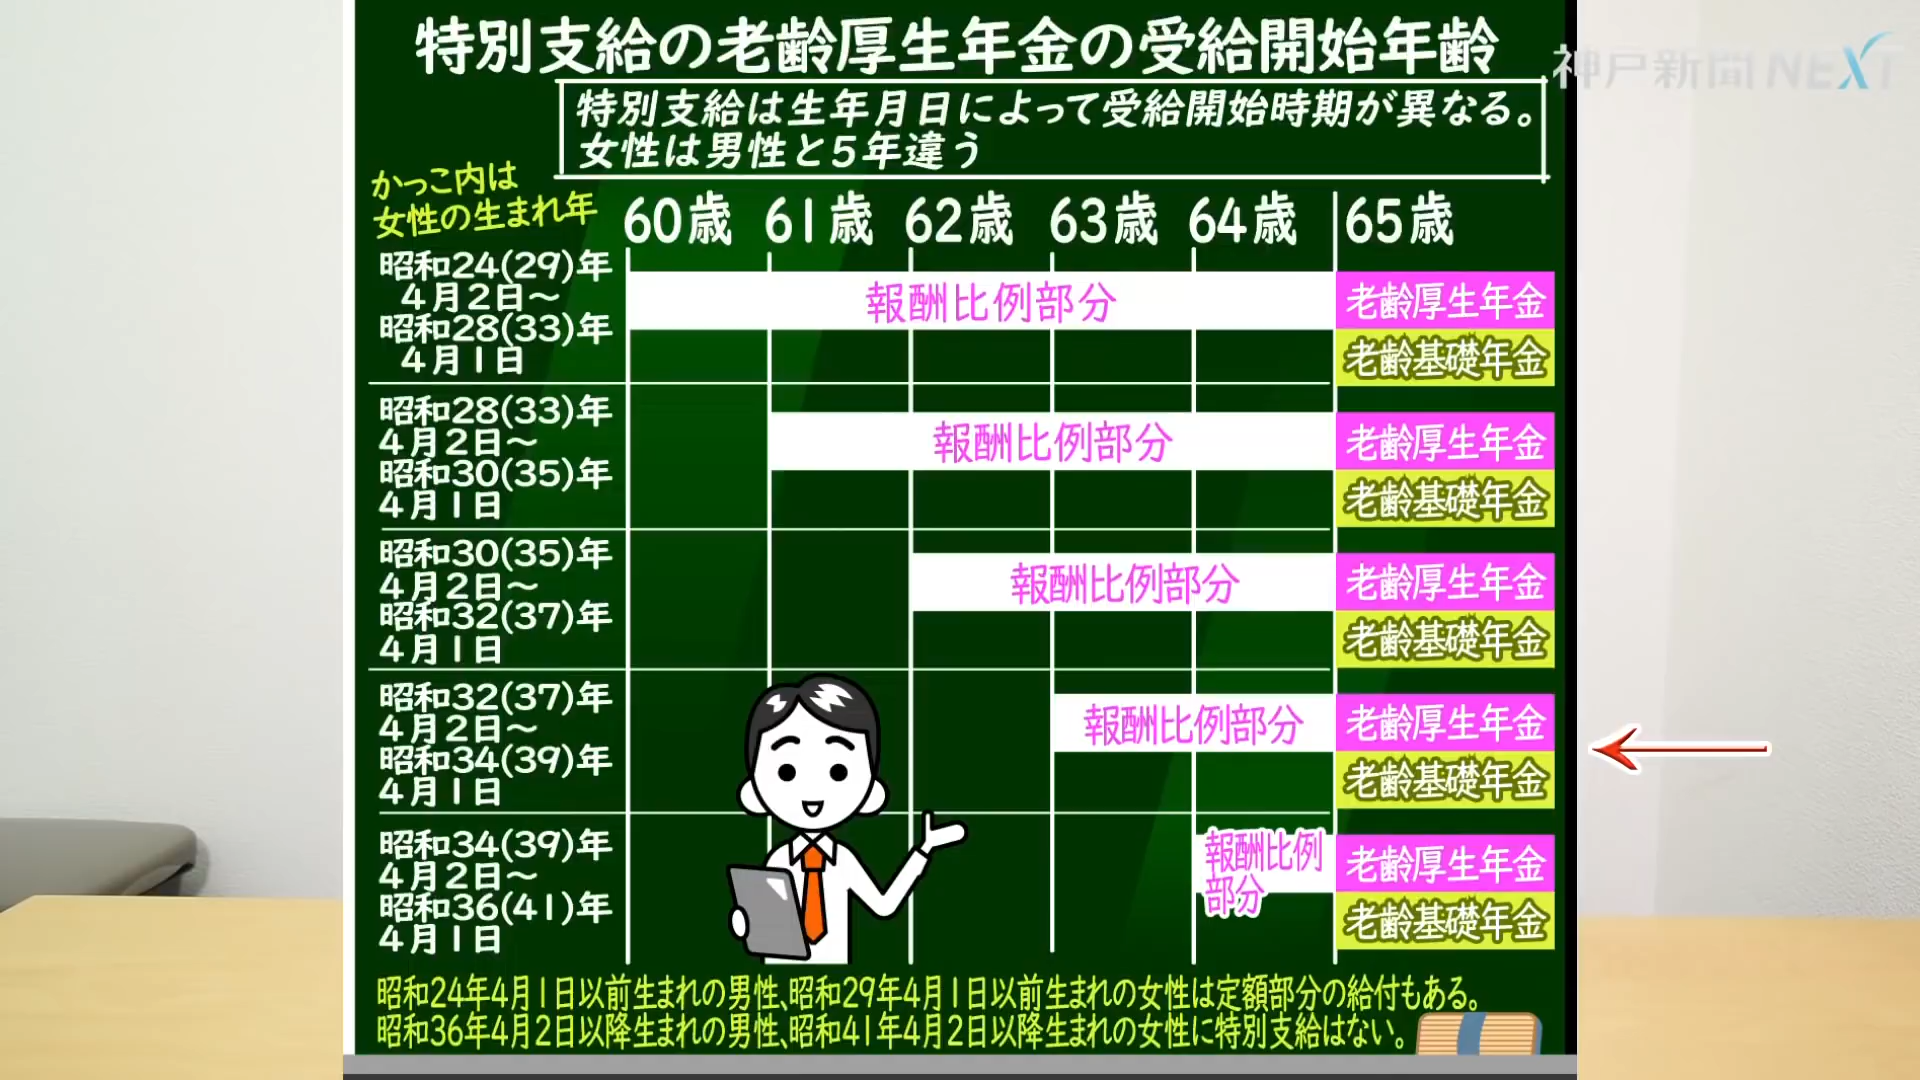 特別支給の老齢厚生年金の受給開始年齢
神戸新聞NEXT
特別支給は生年月日によって受給開始時期が異なる。
女性は男性と5年違う
かっこ内は
女性の生まれ年
60歳 61歳 62歳 63歳 64歳 65歳
昭和24(29)年
4月2日～
昭和28(33)年
4月1日
報酬比例部分
老齢厚生年金
老齢基礎年金
昭和28(33)年
4月2日～
昭和30(35)年
4月1日
報酬比例部分
老齢厚生年金
老齢基礎年金
昭和30(35)年
4月2日～
昭和32(37)年
4月1日
報酬比例部分
老齢厚生年金
老齢基礎年金
昭和32(37)年
4月2日～
昭和34(39)年
4月1日
報酬比例部分
老齢厚生年金
老齢基礎年金
昭和34(39)年
4月2日～
昭和36(41)年
4月1日
報酬比例
部分
老齢厚生年金
老齢基礎年金
昭和24年4月1日以前生まれの男性、昭和29年4月1日以前生まれの女性は定額部分の給付もある。
昭和36年4月2日以降生まれの男性、昭和41年4月2日以降生まれの女性に特別支給はない。